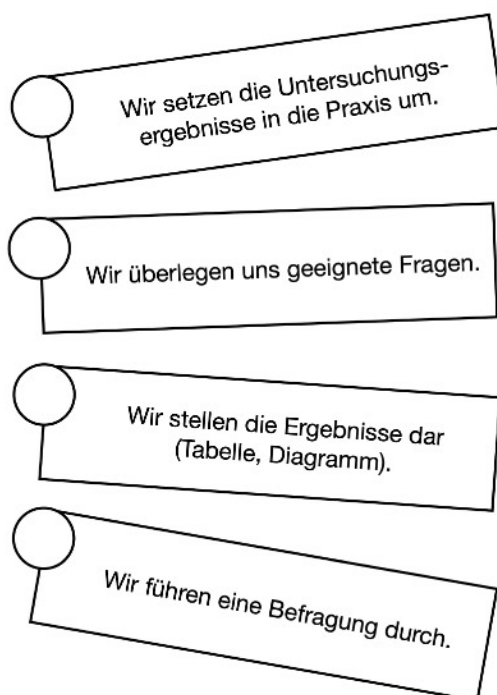 Wir setzen die Untersuchungs-
ergebnisse in die Praxis um.
Wir überlegen uns geeignete Fragen.
Wir stellen die Ergebnisse dar
(Tabelle, Diagramm).
Wir führen eine Befragung durch.